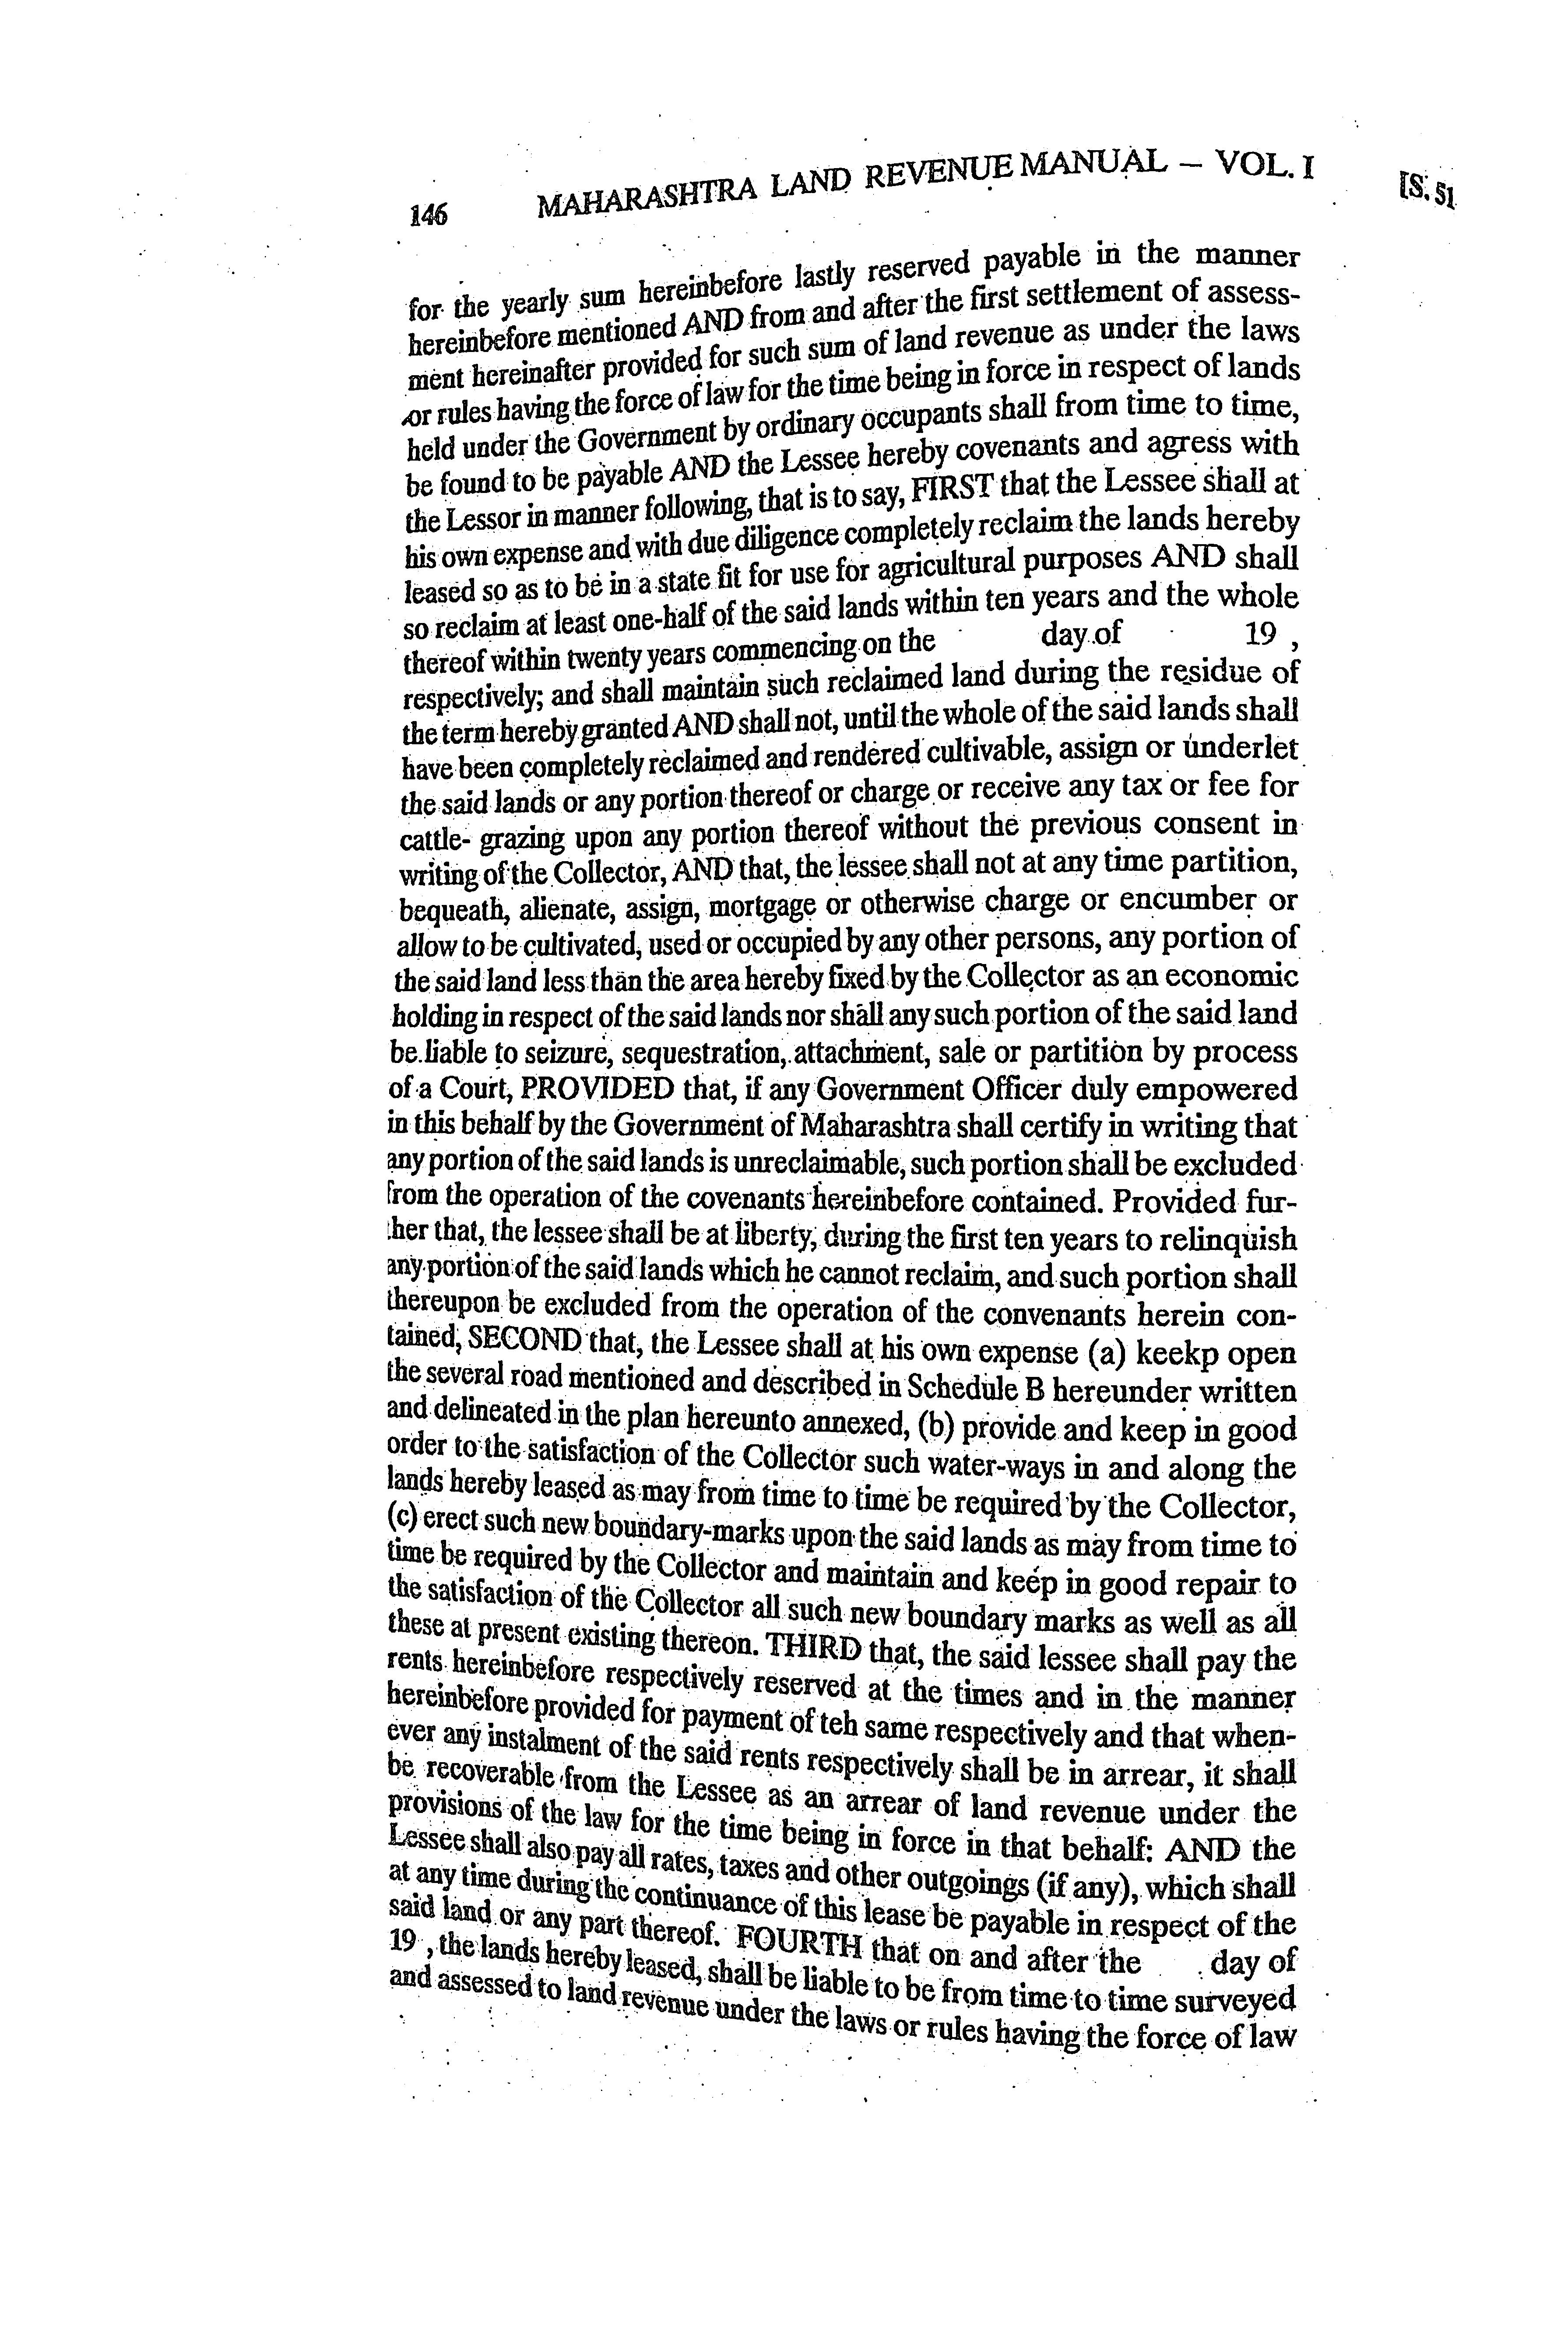 146 MAHARASHTRA LAND REVENUE MANUAL – VOL. I [S. 51
for the yearly sum hereinbefore lastly reserved payable in the manner
hereinbefore mentioned AND from and after the first settlement of assess-
ment hereinafter provided for such sum of land revenue as under the laws
or rules having the force of law for the time being in force in respect of lands
held under the Government by ordinary occupants shall from time to time,
be found to be payable AND the Lessee hereby covenants and agress with
the Lessor in manner following, that is to say, FIRST that the Lessee shall at
his own expense and with due diligence completely reclaim the lands hereby
leased so as to be in a state fit for use for agricultural purposes AND shall
so reclaim at least one-half of the said lands within ten years and the whole
thereof within twenty years commencing on the day of 19 ,
respectively; and shall maintain such reclaimed land during the residue of
the term hereby granted AND shall not, until the whole of the said lands shall
have been completely reclaimed and rendered cultivable, assign or underlet
the said lands or any portion thereof or charge or receive any tax or fee for
cattle- grazing upon any portion thereof without the previous consent in
writing of the Collector, AND that, the lessee shall not at any time partition,
bequeath, alienate, assign, mortgage or otherwise charge or encumber or
allow to be cultivated, used or occupied by any other persons, any portion of
the said land less than the area hereby fixed by the Collector as an economic
holding in respect of the said lands nor shall any such portion of the said land
be liable to seizure, sequestration, attachment, sale or partition by process
of a Court, PROVIDED that, if any Government Officer duly empowered
in this behalf by the Government of Maharashtra shall certify in writing that
any portion of the said lands is unreclaimable, such portion shall be excluded
from the operation of the covenants hereinbefore contained. Provided fur-
ther that, the lessee shall be at liberty, during the first ten years to relinquish
any portion of the said lands which he cannot reclaim, and such portion shall
thereupon be excluded from the operation of the convenants herein con-
tained, SECOND that, the Lessee shall at his own expense (a) keekp open
the several road mentioned and described in Schedule B hereunder written
and delineated in the plan hereunto annexed, (b) provide and keep in good
order to the satisfaction of the Collector such water-ways in and along the
lands hereby leased as may from time to time be required by the Collector,
(c) erect such new boundary-marks upon the said lands as may from time to
time be required by the Collector and maintain and keep in good repair to
the satisfaction of the Collector all such new boundary marks as well as all
these at present existing thereon. THIRD that, the said lessee shall pay the
rents hereinbefore respectively reserved at the times and in the manner
hereinbefore provided for payment of teh same respectively and that when-
ever any instalment of the said rents respectively shall be in arrear, it shall
be recoverable from the Lessee as an arrear of land revenue under the
provisions of the law for the time being in force in that behalf: AND the
Lessee shall also pay all rates, taxes and other outgoings (if any), which shall
at any time during the continuance of this lease be payable in respect of the
said land or any part thereof. FOURTH that on and after the day of
19 , the lands hereby leased, shall be liable to be from time to time surveyed
and assessed to land revenue under the laws or rules having the force of law